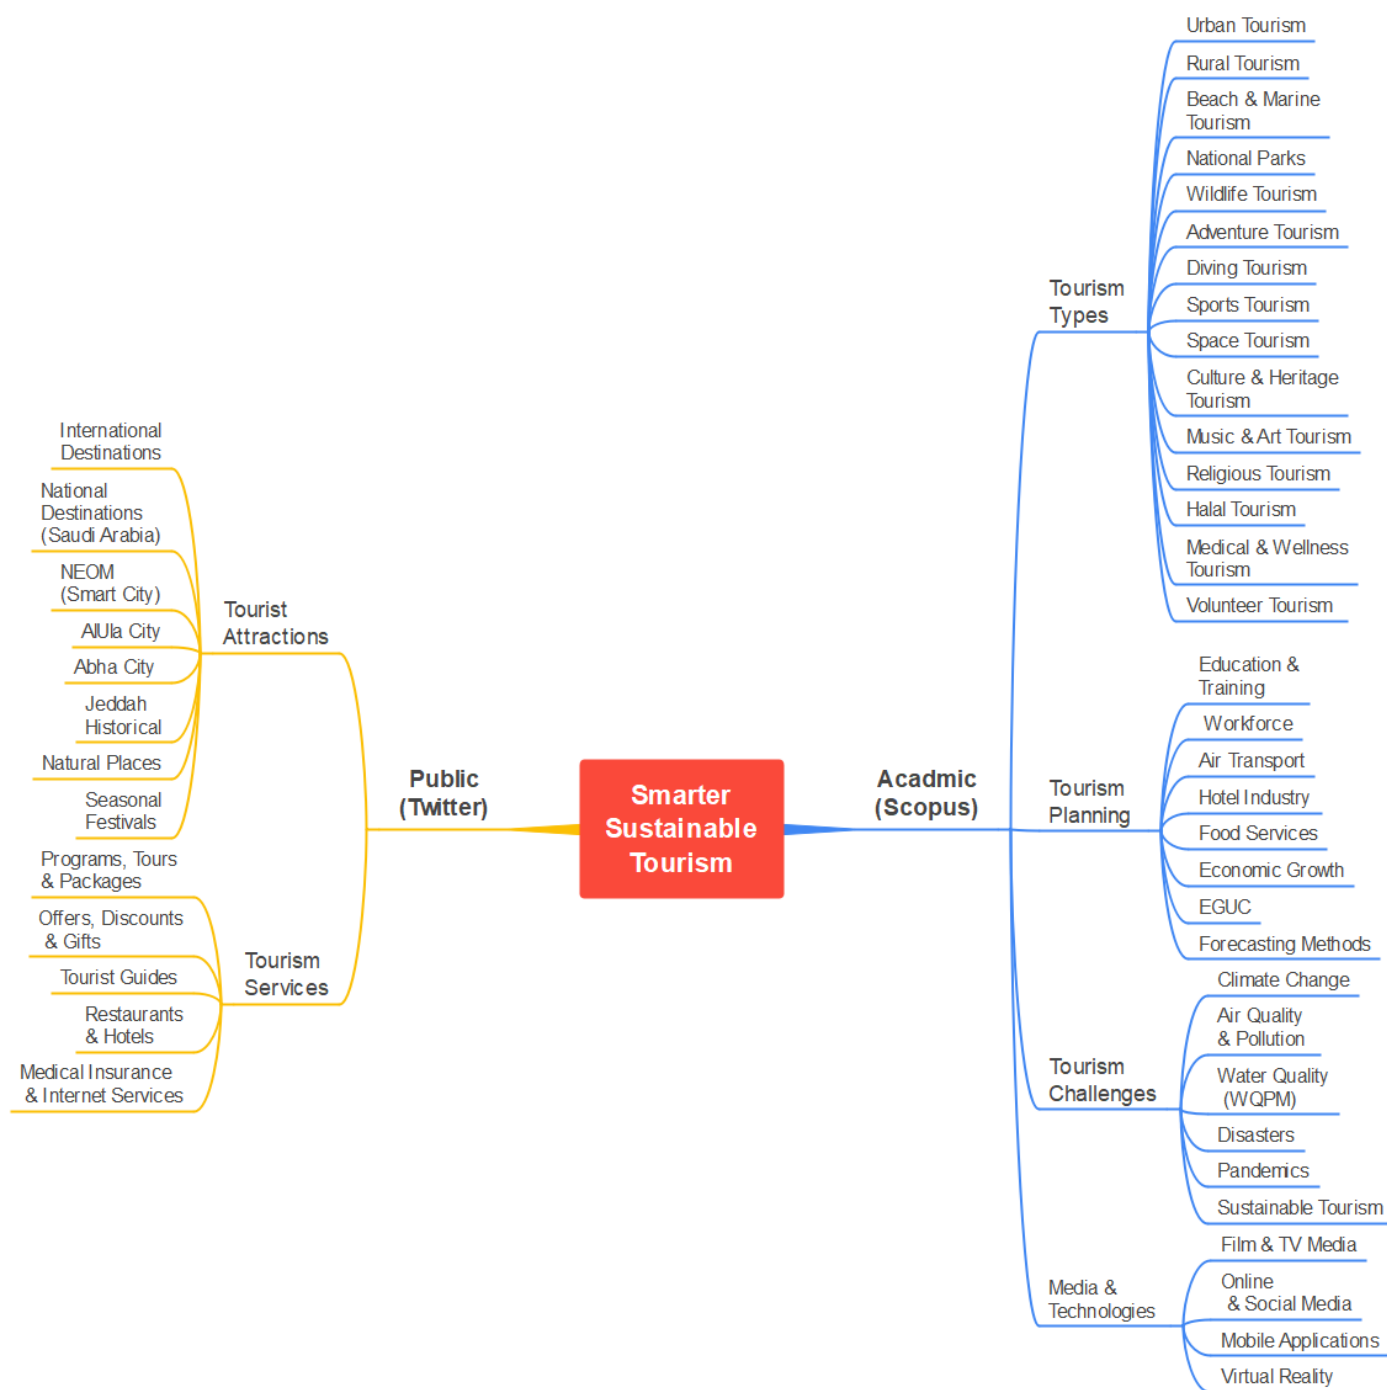 Smarter
Sustainable
Tourism
Public
(Twitter)
Tourist
Attractions
International
Destinations
National
Destinations
(Saudi Arabia)
NEOM
(Smart City)
AlUla City
Abha City
Jeddah
Historical
Natural Places
Seasonal
Festivals
Tourism
Services
Programs, Tours
& Packages
Offers, Discounts
& Gifts
Tourist Guides
Restaurants
& Hotels
Medical Insurance
& Internet Services
Acadmic
(Scopus)
Tourism
Types
Urban Tourism
Rural Tourism
Beach & Marine
Tourism
National Parks
Wildlife Tourism
Adventure Tourism
Diving Tourism
Sports Tourism
Space Tourism
Culture & Heritage
Tourism
Music & Art Tourism
Religious Tourism
Halal Tourism
Medical & Wellness
Tourism
Volunteer Tourism
Tourism
Planning
Education &
Training
Workforce
Air Transport
Hotel Industry
Food Services
Economic Growth
EGUC
Forecasting Methods
Tourism
Challenges
Climate Change
Air Quality
& Pollution
Water Quality
(WQPM)
Disasters
Pandemics
Sustainable Tourism
Media &
Technologies
Film & TV Media
Online
& Social Media
Mobile Applications
Virtual Reality